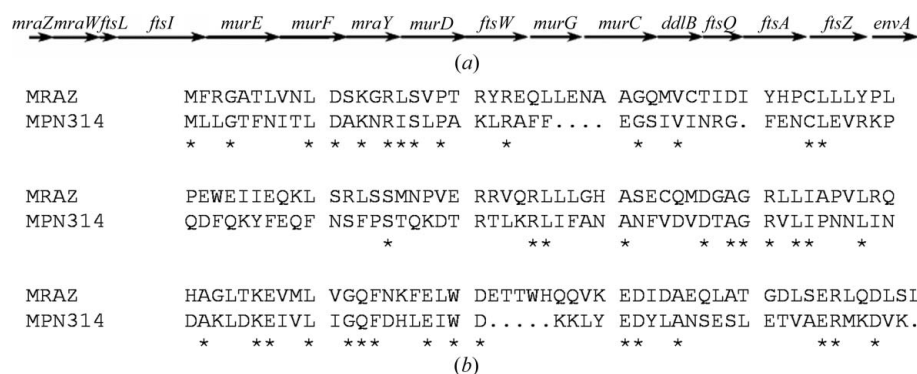 mraZ mraW ftsL ftsI murE murF mraY murD ftsW murG murC ddlB ftsQ ftsA ftsZ envA
(a)
MRAZ MFRGATLVNL DSKGRLSVPT RYREQLLENA AGQMVCTIDI YHPCLLLYPL
MPN314 MLLGTFNITL DAKNRISLPA KLRAFF.... EGSIVINRG. FENCLEVRKP
* * * * * *** * * * * **
MRAZ PEWEIIEQKL SRLSSMNPVE RRVQRLLLGH ASECQMDGAG RLLIAPVLRQ
MPN314 QDFQKYFEQF NSFPSTQKDT RTLKRLIFAN ANFVDVDTAG RVLIPNNLIN
* ** * * ** * ** *
MRAZ HAGLTKEVML VGQFNKFELW DETTWHQQVK EDIDAEQLAT GDLSERLQDLSL
MPN314 DAKLDKEIVL IGQFDHLEIW D.....KKLY EDYLANSESL ETVAERMKDVK.
* ** * *** * * * ** * ** *
(b)